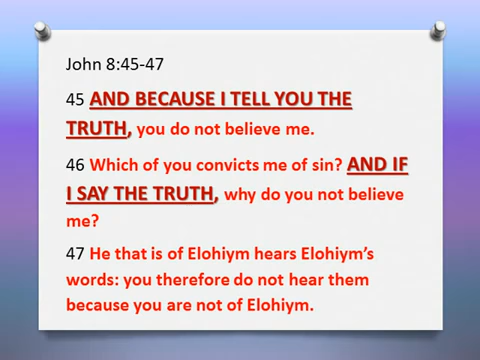 John 8:45-47
45 AND BECAUSE I TELL YOU THE
TRUTH, you do not believe me.
46 Which of you convicts me of sin? AND IF
I SAY THE TRUTH, why do you not believe
me?
47 He that is of Elohiym hears Elohiym’s
words: you therefore do not hear them
because you are not of Elohiym.